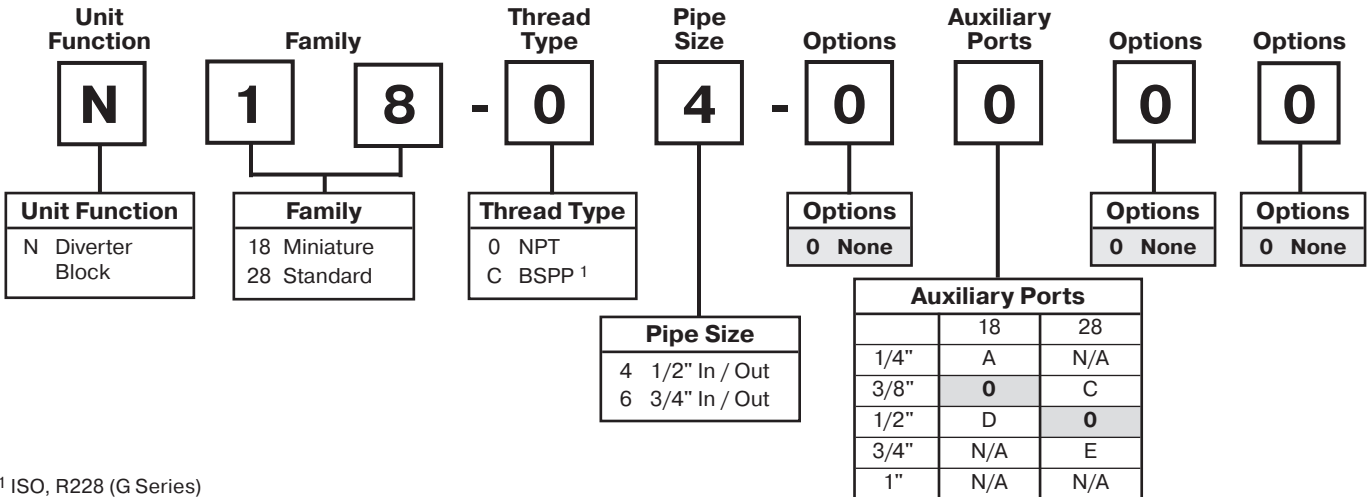 Unit Function
Family
Thread Type
Pipe Size
Options
Auxiliary Ports
Options
Options
N 1 8 - 0 4 - 0 0 0 0
Unit Function
N Diverter
Block
Family
18 Miniature
28 Standard
Thread Type
0 NPT
C BSPP 1
Options
0 None
Options
0 None
Options
0 None
Pipe Size
4 1/2" In / Out
6 3/4" In / Out
Auxiliary Ports
18 28
1/4" A N/A
3/8" 0 C
1/2" D 0
3/4" N/A E
1" N/A N/A
1 ISO, R228 (G Series)